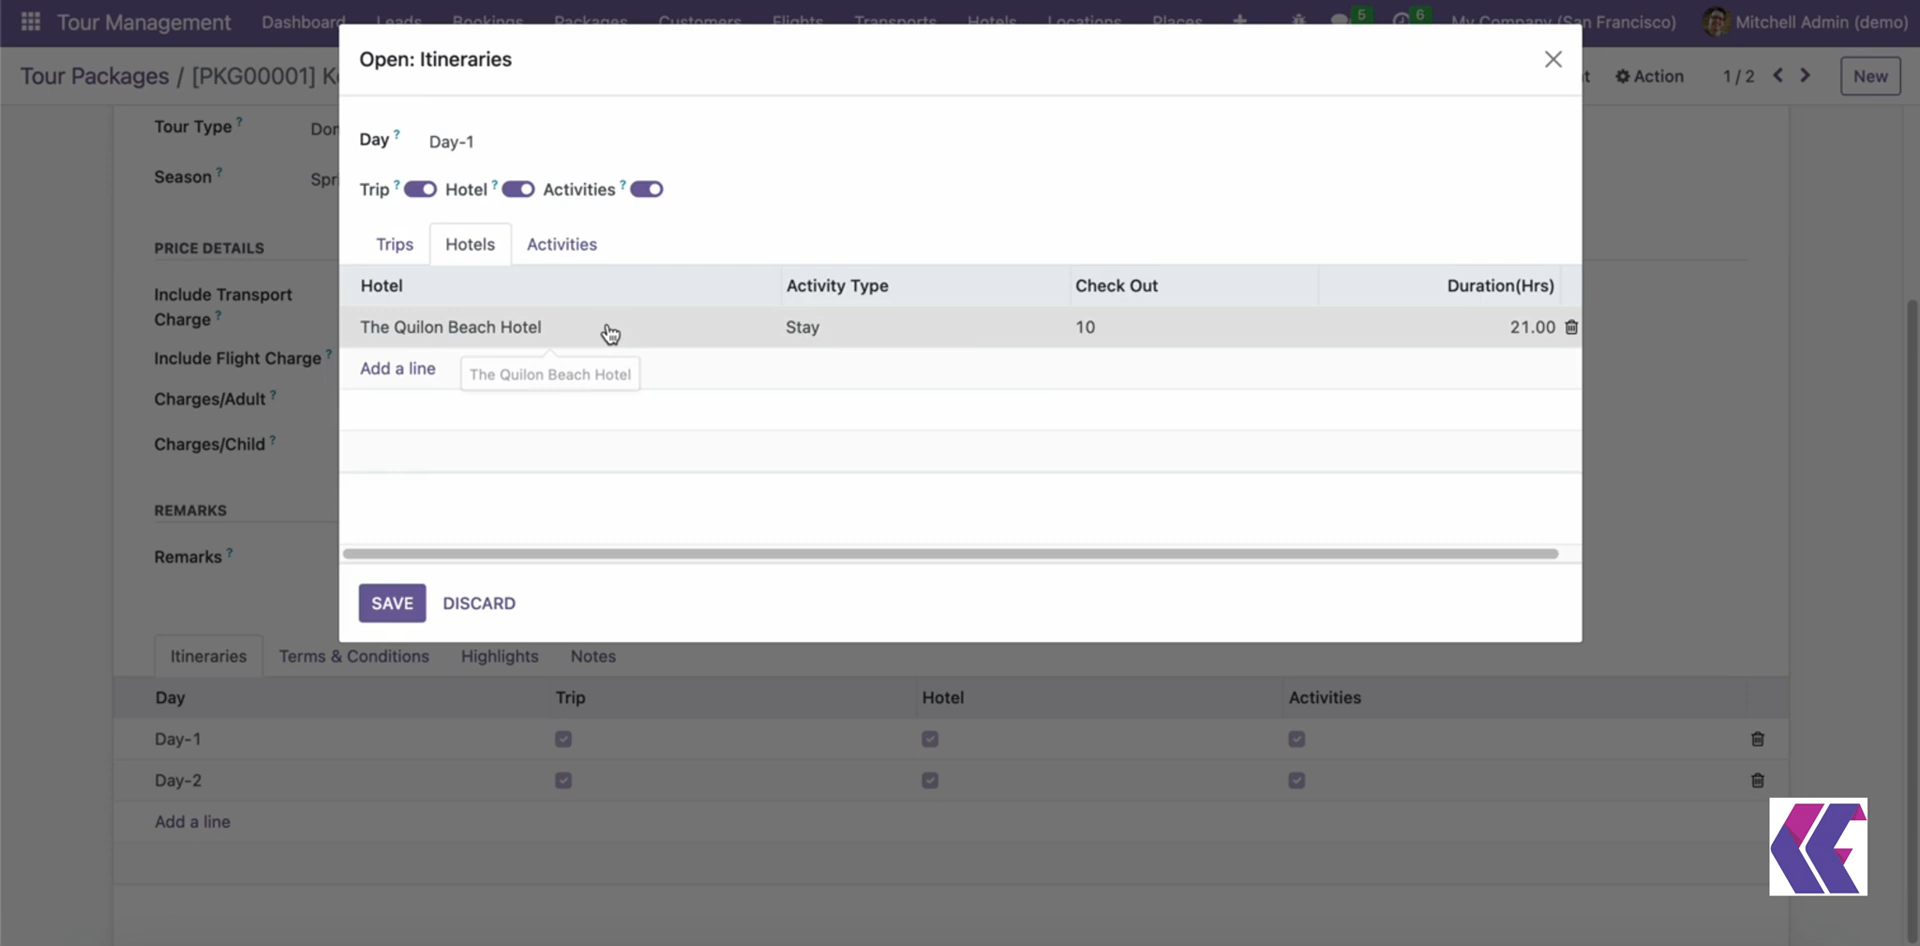 Tour Management Dashboard Leads Bookings Packages Customers Flights Transports Hotels Locations Places 5 6 My Company (San Francisco) Mitchell Admin (demo)
Tour Packages / [PKG00001] Action 1 / 2 New
Open: Itineraries
Day ? Day-1
Trip ? Hotel ? Activities ?
Trips Hotels Activities
Hotel Activity Type Check Out Duration(Hrs)
The Quilon Beach Hotel Stay 10 21.00
Add a line
The Quilon Beach Hotel
SAVE DISCARD
Tour Type ?
Season ?
PRICE DETAILS
Include Transport
Charge ?
Include Flight Charge ?
Charges/Adult ?
Charges/Child ?
REMARKS
Remarks ?
Itineraries Terms & Conditions Highlights Notes
Day Trip Hotel Activities
Day-1
Day-2
Add a line